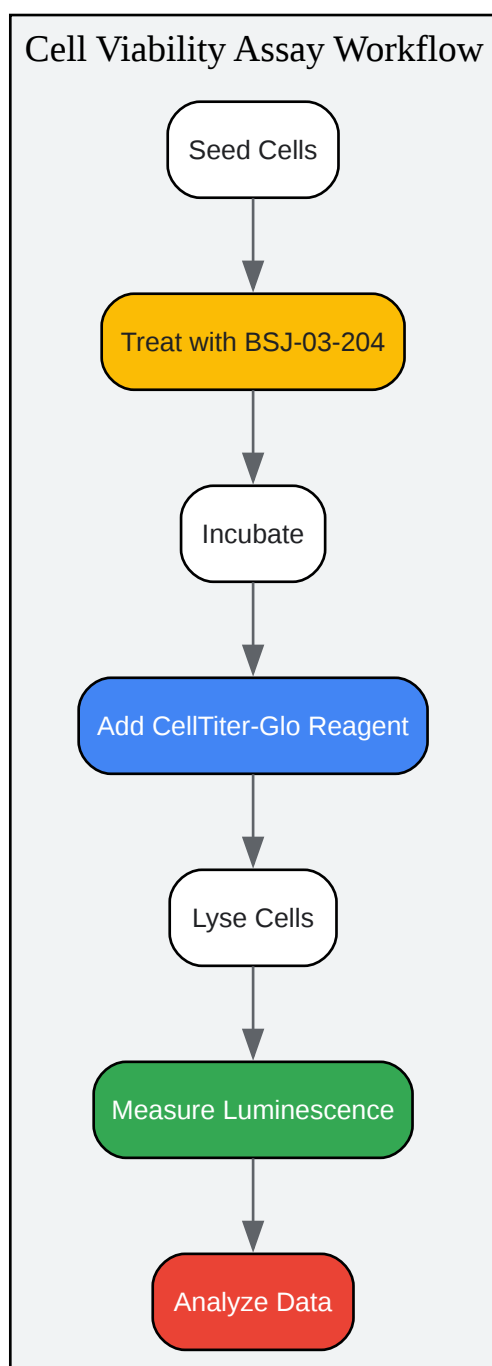 Cell Viability Assay Workflow
Seed Cells
Treat with BSJ-03-204
Incubate
Add CellTiter-Glo Reagent
Lyse Cells
Measure Luminescence
Analyze Data